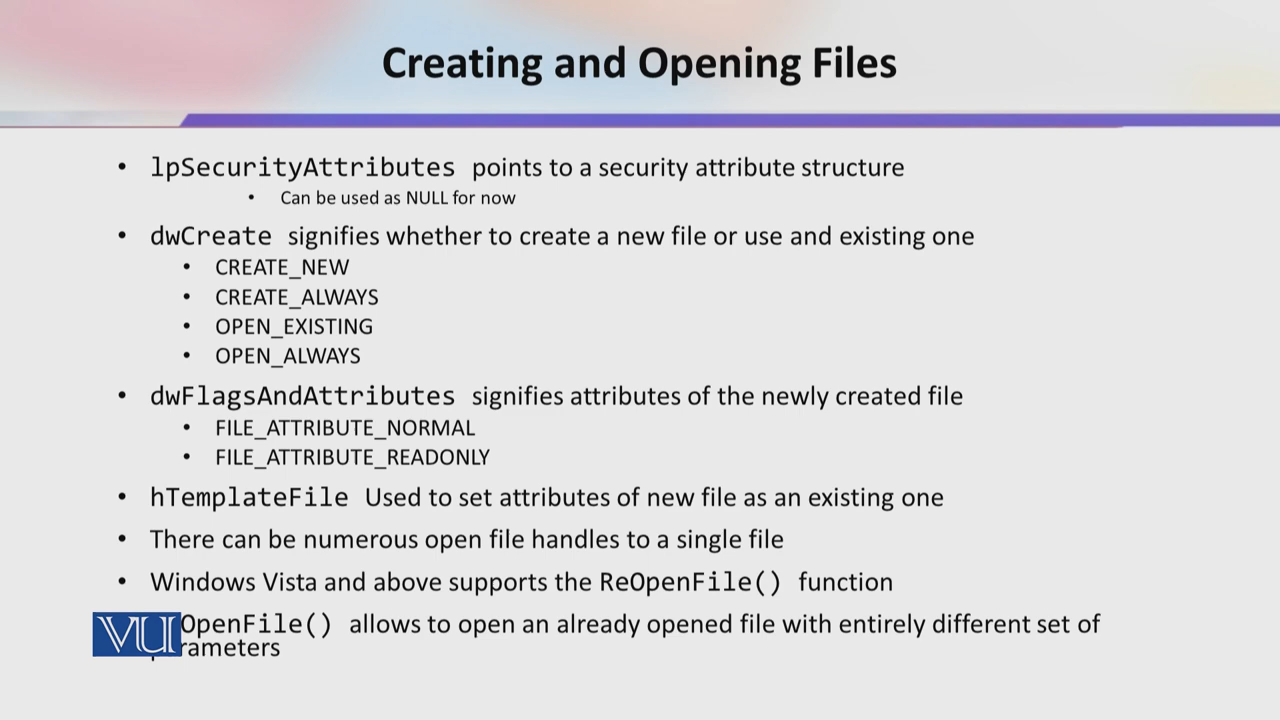 Creating and Opening Files
• lpSecurityAttributes points to a security attribute structure
• Can be used as NULL for now
• dwCreate signifies whether to create a new file or use and existing one
• CREATE_NEW
• CREATE_ALWAYS
• OPEN_EXISTING
• OPEN_ALWAYS
• dwFlagsAndAttributes signifies attributes of the newly created file
• FILE_ATTRIBUTE_NORMAL
• FILE_ATTRIBUTE_READONLY
• hTemplateFile Used to set attributes of new file as an existing one
• There can be numerous open file handles to a single file
• Windows Vista and above supports the ReOpenFile() function
VU OpenFile() allows to open an already opened file with entirely different set of
rameters